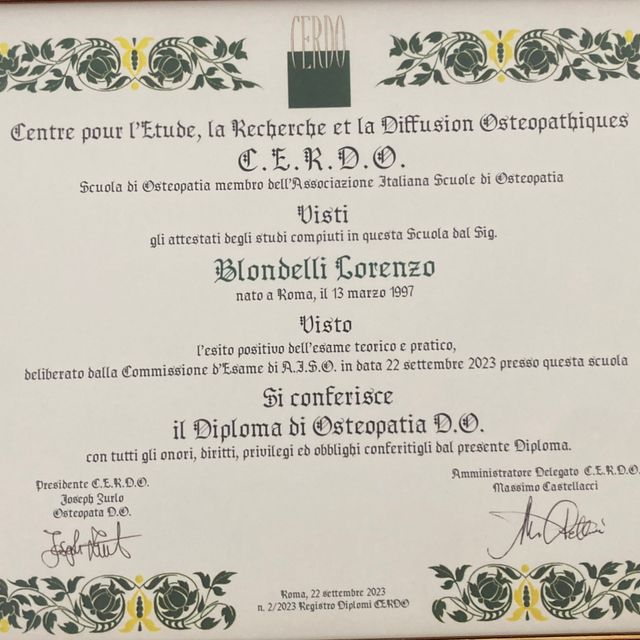 CERDO
Centre pour l'Etude, la Recherche et la Diffusion Osteopathiques
C.E.R.D.O.
Scuola di Osteopatia membro dell'Associazione Italiana Scuole di Osteopatia
Visti
gli attestati degli studi compiuti in questa Scuola dal Sig.
Blondelli Lorenzo
nato a Roma, il 13 marzo 1997
Visto
l'esito positivo dell'esame teorico e pratico,
deliberato dalla Commissione d'Esame di A.I.S.O. in data 22 settembre 2023 presso questa scuola
Si conferisce
il Diploma di Osteopatia D.O.
con tutti gli onori, diritti, privilegi ed obblighi conferitigli dal presente Diploma.
Presidente C.E.R.D.O.
Joseph Zurlo
Osteopata D.O.
Amministratore Delegato C.E.R.D.O.
Massimo Castellacci
Roma, 22 settembre 2023
n. 2/2023 Registro Diplomi CERDO